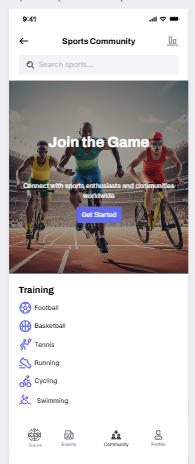 9:41
Sports Community
Search sports...
Join the Game
Connect with sports enthusiasts and communities
worldwide
Get Started
Training
Football
Basketball
Tennis
Running
Cycling
Swimming
News
Events
Community
Profile